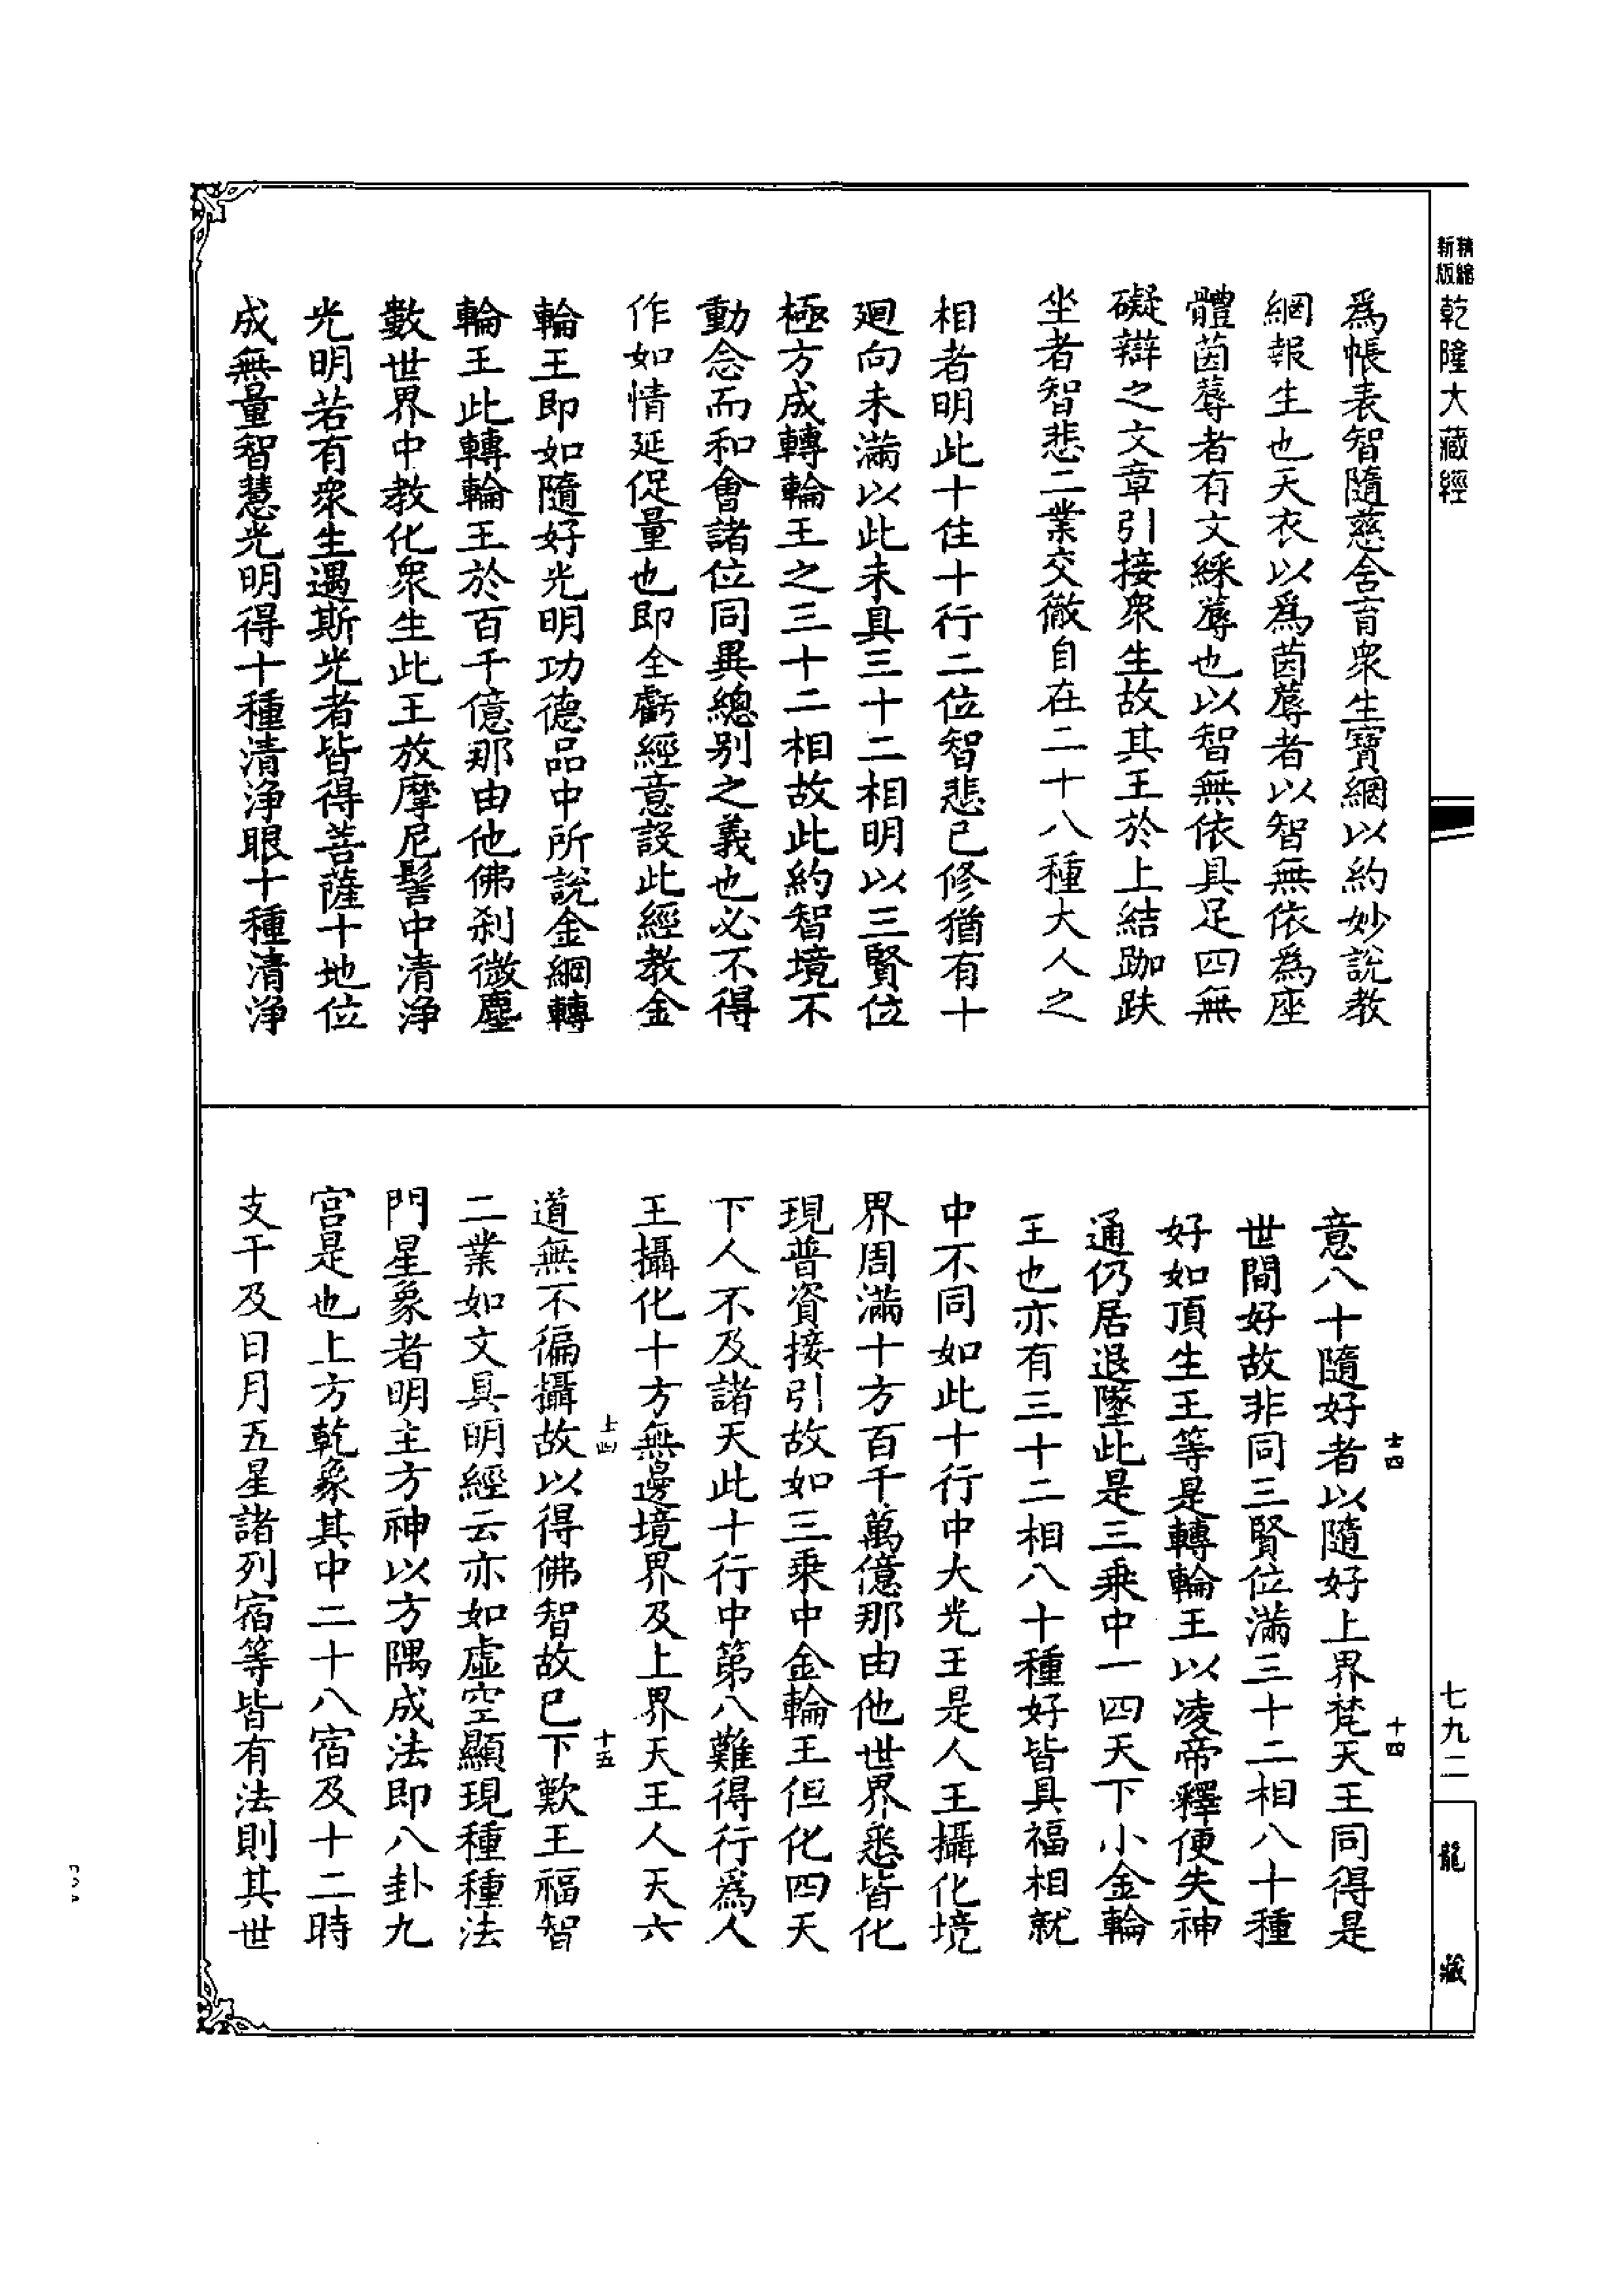 精縮
新版
乾隆大藏經
爲帳表智隨慈含育衆生寶網以約妙說教
網報生也天衣以爲茵蓐者以智無依爲座
體茵蓐者有文綵蓐也以智無依具足四無
礙辯之文章引接衆生故其王於上結跏趺
坐者智悲二業交徹自在二十八種大人之
相者明此十住十行二位智悲已修猶有十
廻向未滿以此未具三十二相明以三賢位
極方成轉輪王之三十二相故此約智境不
動念而和會諸位同異總别之義也必不得
作如情延促量也即全虧經意設此經教金
輪王即如隨好光明功德品中所說金網轉
輪王此轉輪王於百千億那由他佛刹微塵
數世界中教化衆生此王放摩尼髻中清淨
光明若有衆生遇斯光者皆得菩薩十地位
成無量智慧光明得十種清淨眼十種清淨
意八十隨好者以隨好上界梵天王同得是
世間好故非同三賢位滿三十二相八十種
好如頂生王等是轉輪王以凌帝釋便失神
通仍居退墜此是三乘中一四天下小金輪
王也亦有三十二相八十種好皆具福相就
中不同如此十行中大光王是人王攝化境
界周滿十方百千萬億那由他世界悉皆化
現普資接引故如三乘中金輪王但化四天
下人不及諸天此十行中第八難得行爲人
王攝化十方無邊境界及上界天王人天六
道無不徧攝故以得佛智故已下歎王福智
二業如文具明經云亦如虛空顯現種種法
門星象者明主方神以方隅成法即八卦九
宮是也上方乾象其中二十八宿及十二時
支干及日月五星諸列宿等皆有法則其世
十四
十四
十五
七九二
龍藏